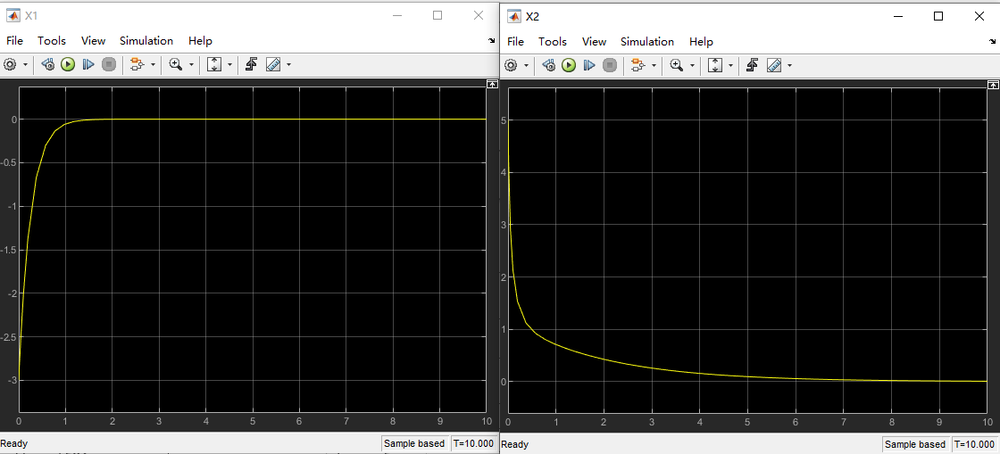 X1
File Tools View Simulation Help
0
-0.5
-1
-1.5
-2
-2.5
-3
0 1 2 3 4 5 6 7 8 9 10
Ready Sample based T=10.000
X2
File Tools View Simulation Help
5
4
3
2
1
0
0 1 2 3 4 5 6 7 8 9 10
Ready Sample based T=10.000